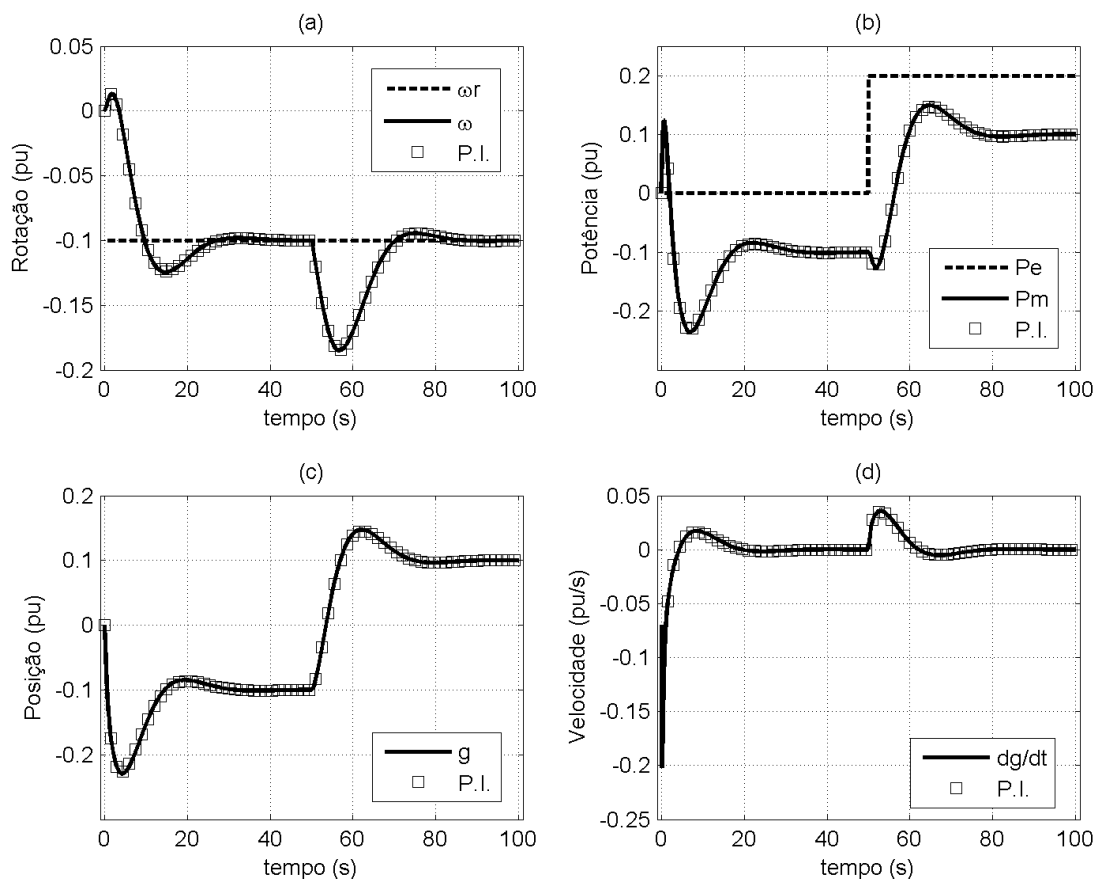 (a)
0.05
0
-0.05
-0.1
-0.15
-0.2
Rotação (pu)
ωr
ω
P.I.
0 20 40 60 80 100
tempo (s)
(b)
0.2
0.1
0
-0.1
-0.2
Potência (pu)
Pe
Pm
P.I.
0 20 40 60 80 100
tempo (s)
(c)
0.2
0.1
0
-0.1
-0.2
Posição (pu)
g
P.I.
0 20 40 60 80 100
tempo (s)
(d)
0.05
0
-0.05
-0.1
-0.15
-0.2
-0.25
Velocidade (pu/s)
dg/dt
P.I.
0 20 40 60 80 100
tempo (s)